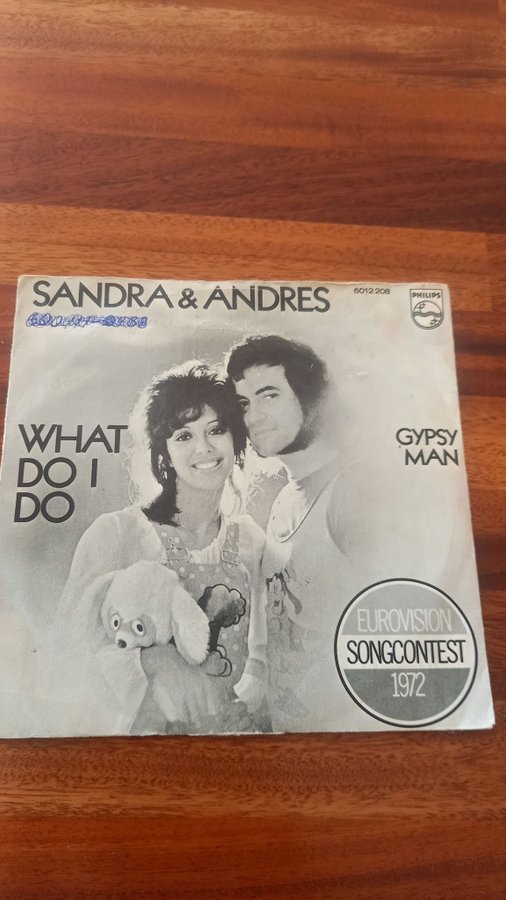 SANDRA & ANDRES
6012 208
PHILIPS
WHAT
DO I
DO
GYPSY
MAN
EUROVISION
SONGCONTEST
1972